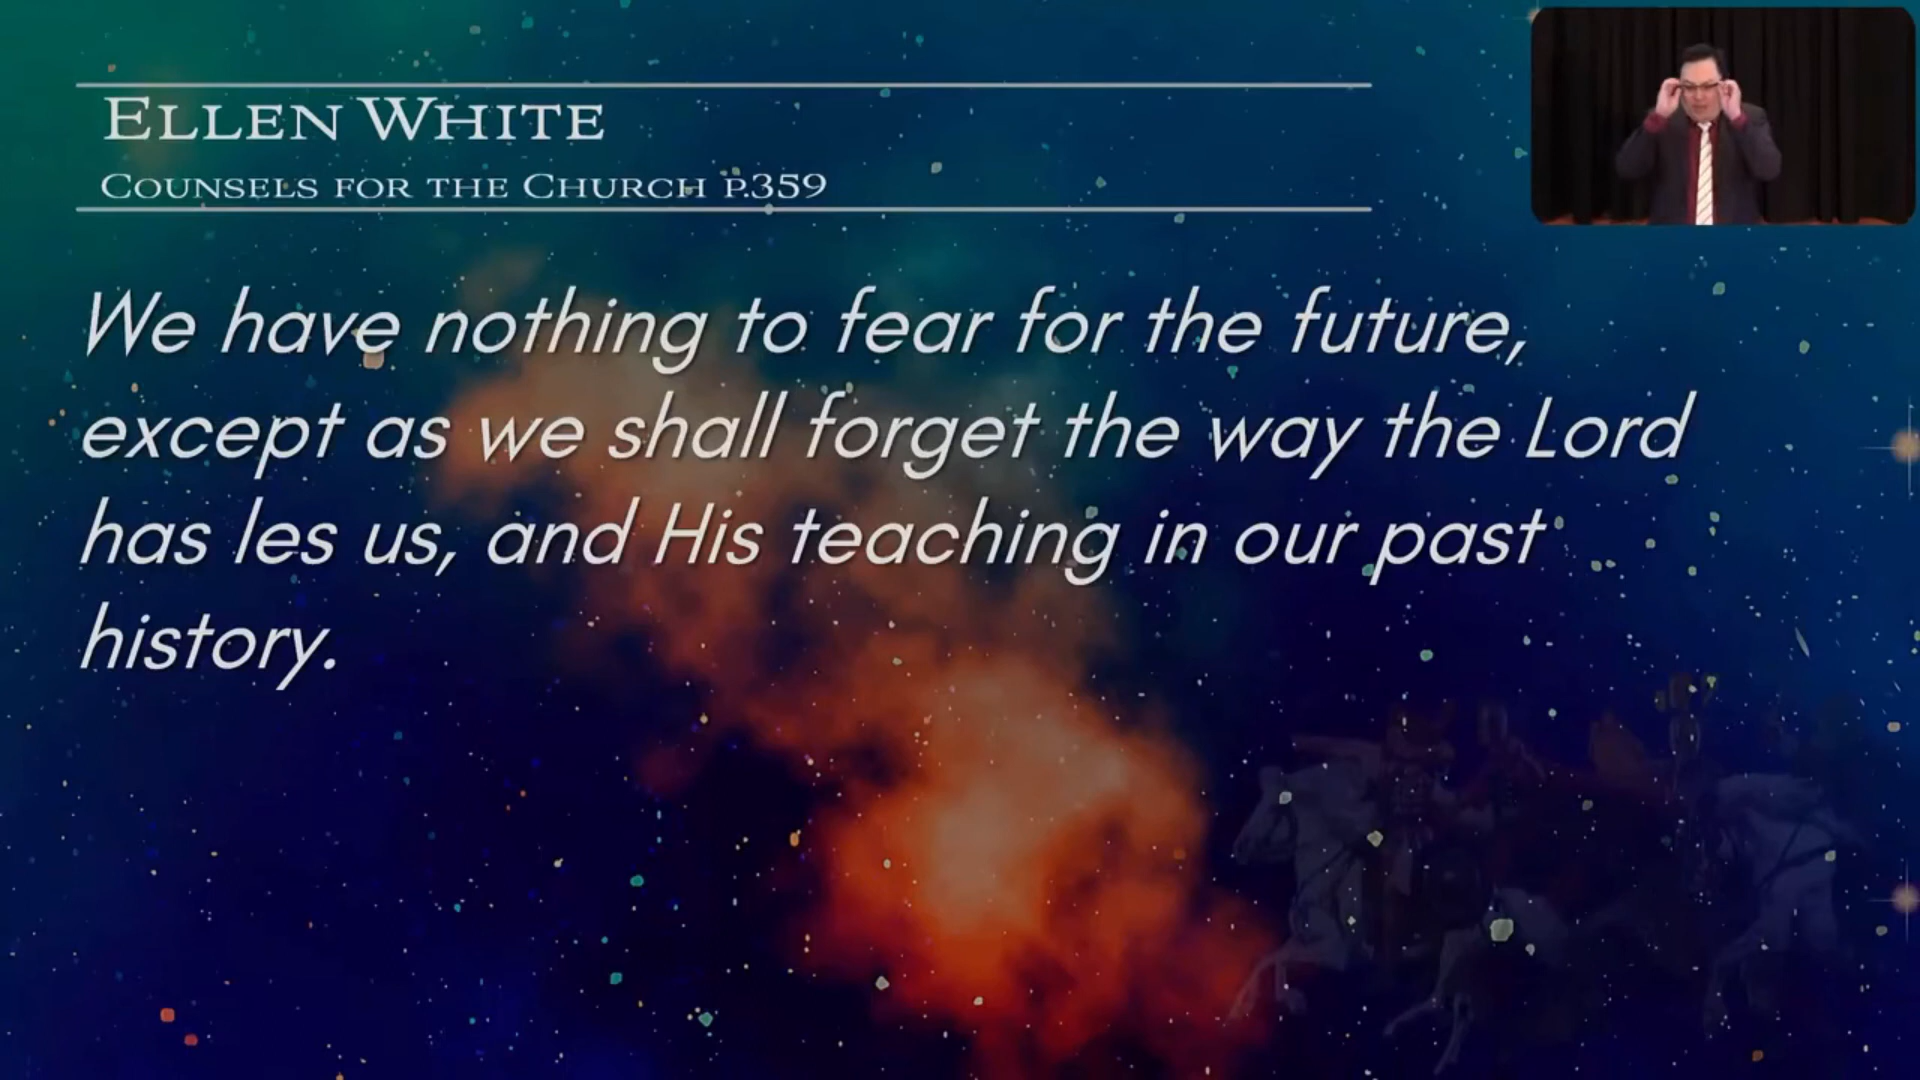 ELLEN WHITE
COUNSELS FOR THE CHURCH P.359
We have nothing to fear for the future,
except as we shall forget the way the Lord
has les us, and His teaching in our past
history.